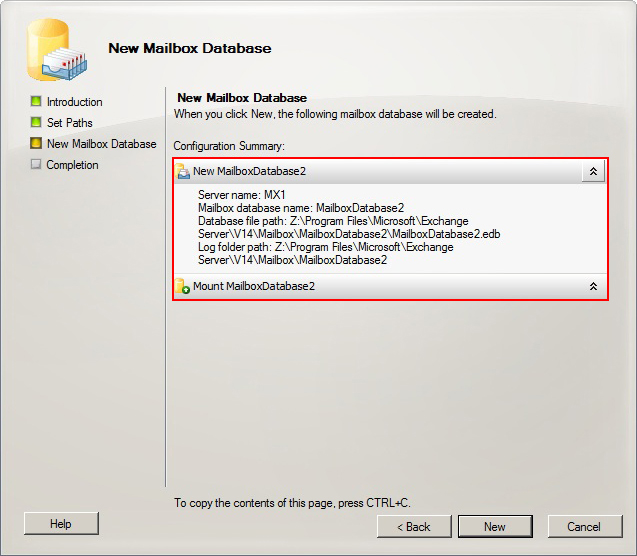 New Mailbox Database
Introduction
Set Paths
New Mailbox Database
Completion
New Mailbox Database
When you click New, the following mailbox database will be created.
Configuration Summary:
New MailboxDatabase2
Server name: MX1
Mailbox database name: MailboxDatabase2
Database file path: Z:\Program Files\Microsoft\Exchange
Server\V14\Mailbox\MailboxDatabase2\MailboxDatabase2.edb
Log folder path: Z:\Program Files\Microsoft\Exchange
Server\V14\Mailbox\MailboxDatabase2
Mount MailboxDatabase2
To copy the contents of this page, press CTRL+C.
Help
< Back
New
Cancel